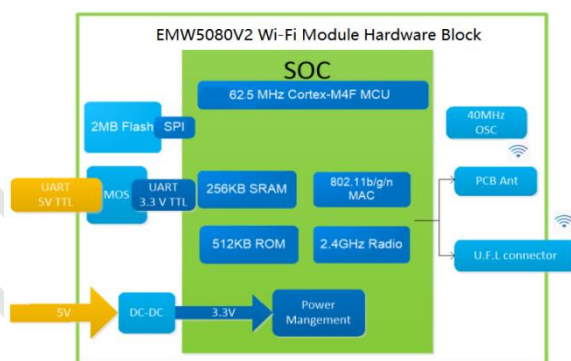 EMW5080V2 Wi-Fi Module Hardware Block
SOC
62.5 MHz Cortex-M4F MCU
2MB Flash
SPI
40MHz
OSC
UART
5V TTL
MOS
UART
3.3 V TTL
256KB SRAM
802.11b/g/n
MAC
PCB Ant
512KB ROM
2.4GHz Radio
U.F.L connector
5V
DC-DC
3.3V
Power
Mangement